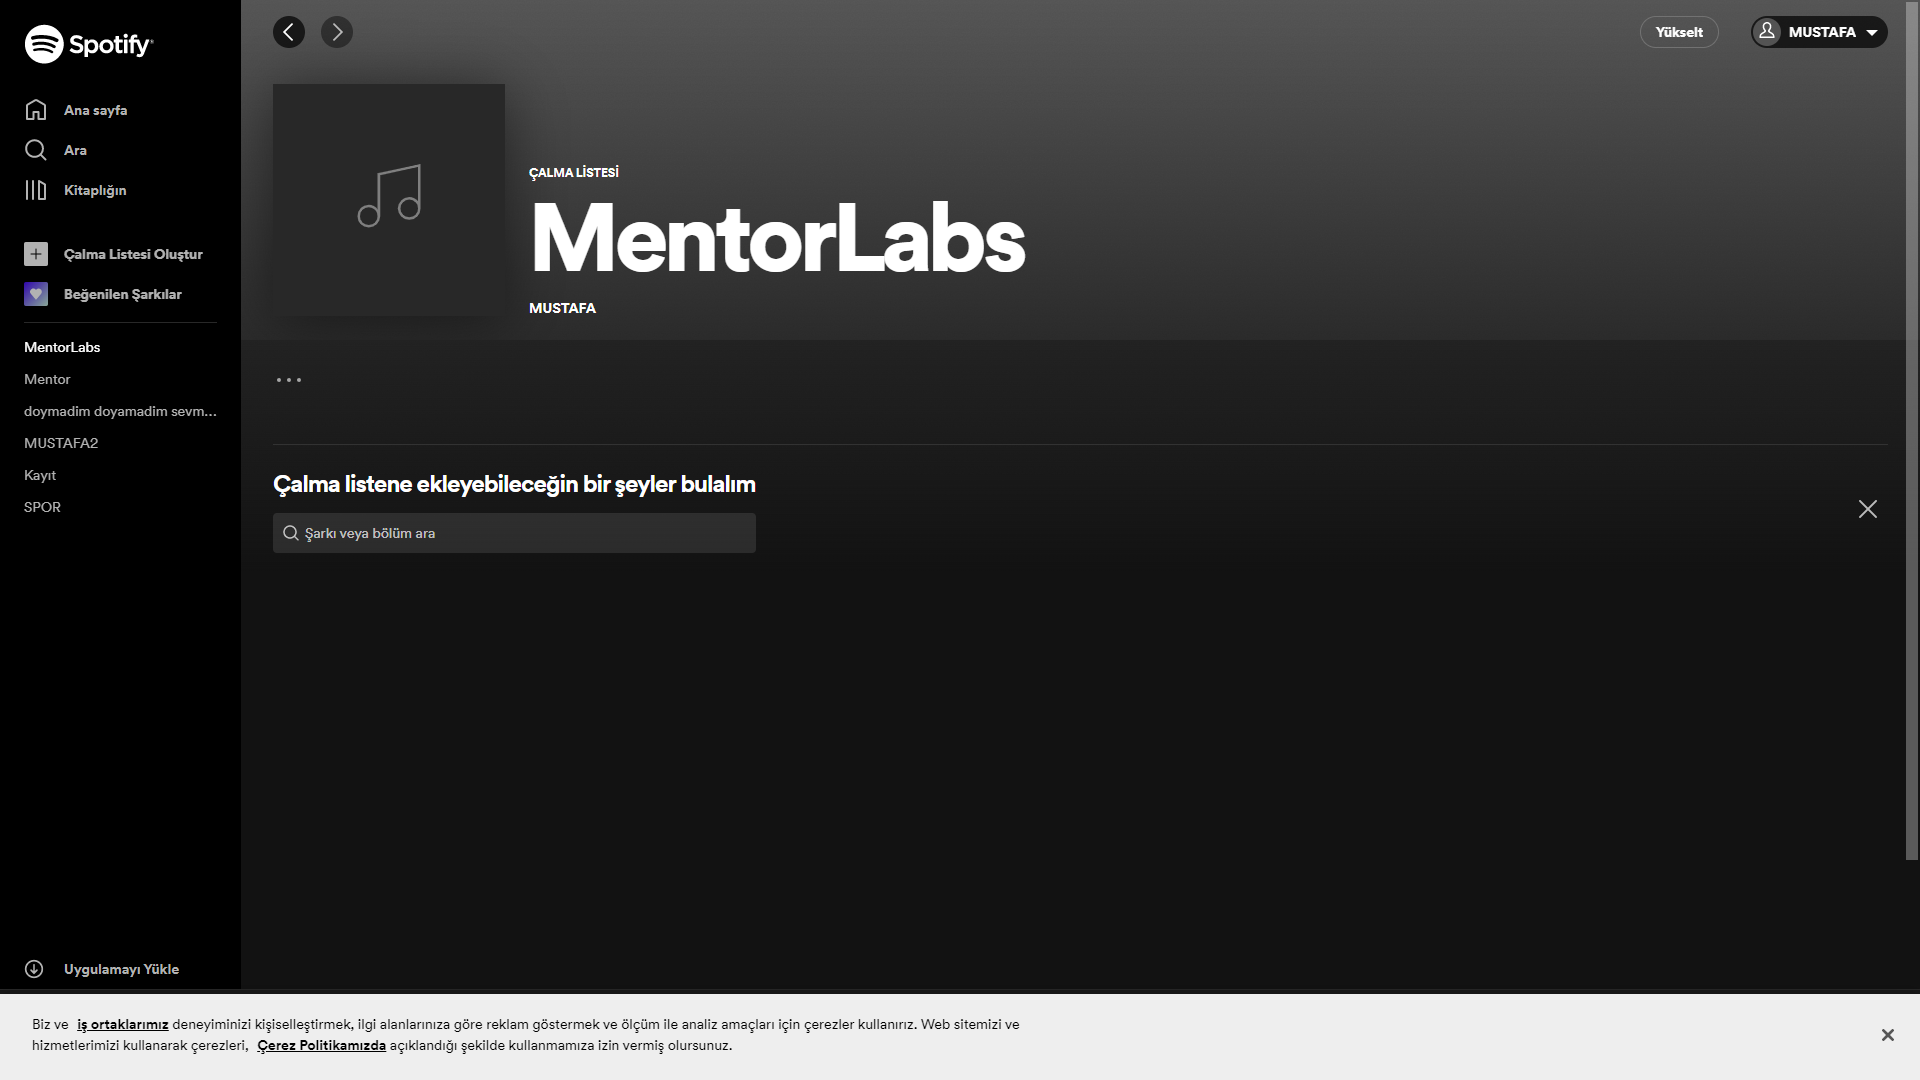 Spotify
Ana sayfa
Ara
Kitaplığın
Çalma Listesi Oluştur
Beğenilen Şarkılar
MentorLabs
Mentor
doymadim doyamadim sevm...
MUSTAFA2
Kayıt
SPOR
Uygulamayı Yükle
Yükselt
MUSTAFA
ÇALMA LİSTESİ
MentorLabs
MUSTAFA
Çalma listene ekleyebileceğin bir şeyler bulalım
Şarkı veya bölüm ara
Biz ve iş ortaklarımız deneyiminizi kişiselleştirmek, ilgi alanlarınıza göre reklam göstermek ve ölçüm ile analiz amaçları için çerezler kullanırız. Web sitemizi ve
hizmetlerimizi kullanarak çerezleri, Çerez Politikamızda açıklandığı şekilde kullanmamıza izin vermiş olursunuz.